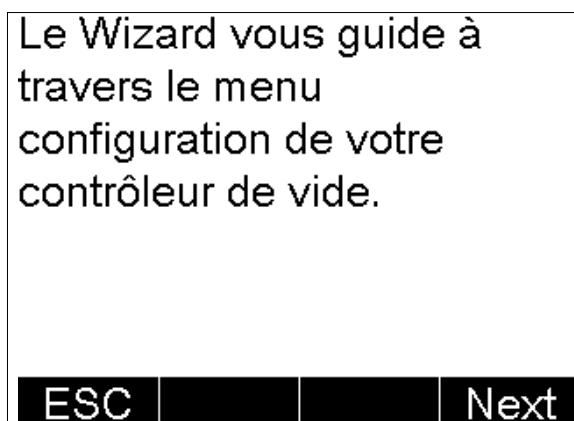 Le Wizard vous guide à
travers le menu
configuration de votre
contrôleur de vide.
ESC Next